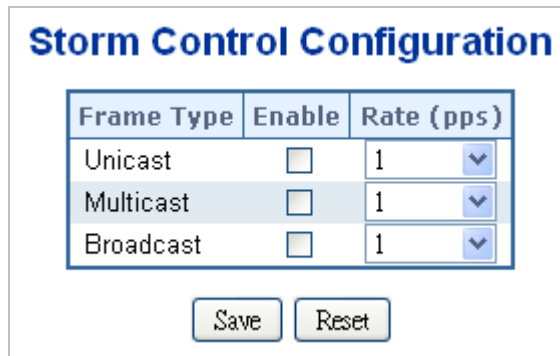 Storm Control Configuration
Frame Type Enable Rate (pps)
Unicast 1
Multicast 1
Broadcast 1
Save Reset